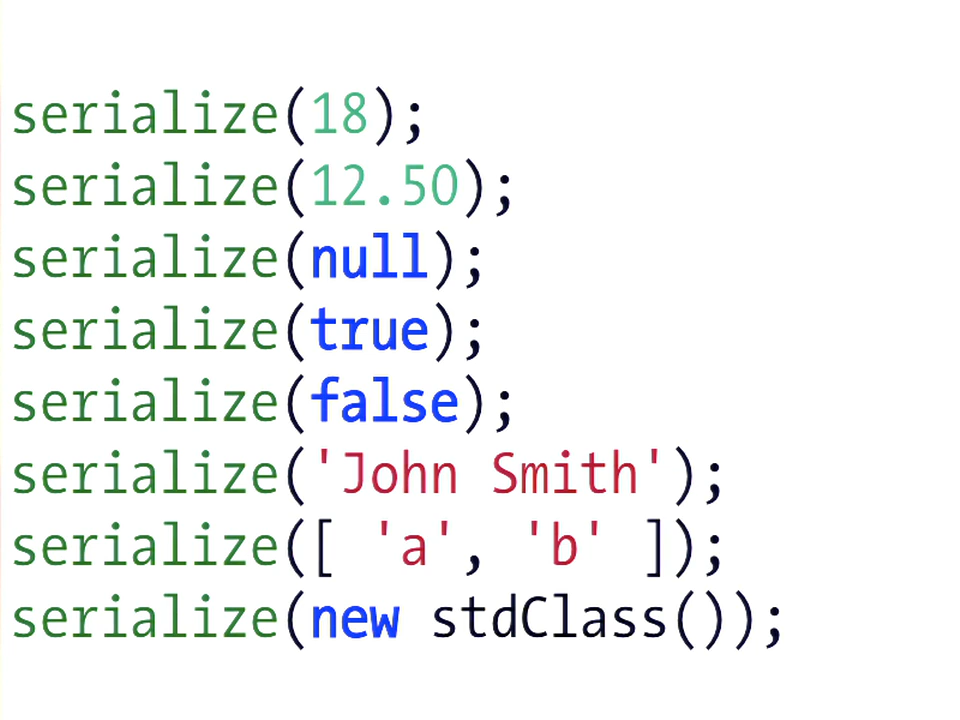 serialize(18);
serialize(12.50);
serialize(null);
serialize(true);
serialize(false);
serialize('John Smith');
serialize([ 'a', 'b' ]);
serialize(new stdClass());